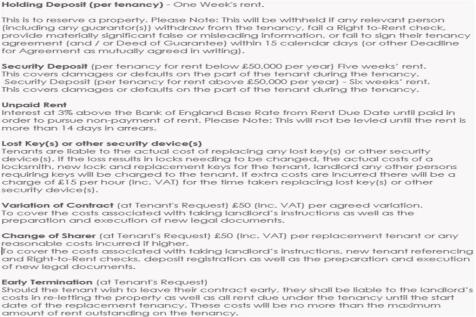 Holding Deposit (per tenancy) - One Week's rent.
This is to reserve a property. Please Note: This will be withheld if any relevant person
(including any guarantor(s)) withdraw from the tenancy, fail a Right-to-Rent check,
provide materially significant false or misleading information, or fail to sign their tenancy
agreement (and / or Deed of Guarantee) within 15 calendar days (or other Deadline
for Agreement as mutually agreed in writing).
Security Deposit (per tenancy for rent below £50,000 per year) Five weeks' rent.
This covers damages or defaults on the part of the tenant during the tenancy.
Security Deposit (per tenancy for rent above £50,000 per year) - Six weeks' rent.
This covers damages or defaults on the part of the tenant during the tenancy.
Unpaid Rent
Interest at 3% above the Bank of England Base Rate from Rent Due Date until paid in
order to pursue non-payment of rent. Please Note: This will not be levied until the rent is
more than 14 days in arrears.
Lost Key(s) or other security device(s)
Tenants are liable to the actual cost of replacing any lost key(s) or other security
device(s). If the loss results in locks needing to be changed, the actual costs of a
locksmith, new lock and replacement keys for the tenant, landlord any other persons
requiring keys will be charged to the tenant. If extra costs are incurred there will be a
charge of £15 per hour (inc. VAT) for the time taken replacing lost key(s) or other
security device(s).
Variation of Contract (at Tenant's Request) £50 (inc. VAT) per agreed variation.
To cover the costs associated with taking landlord's instructions as well as the
preparation and execution of new legal documents.
Change of Sharer (at Tenant's Request) £50 (inc. VAT) per replacement tenant or any
reasonable costs incurred if higher.
To cover the costs associated with taking landlord's instructions, new tenant referencing
and Right-to-Rent checks, deposit registration as well as the preparation and execution
of new legal documents.
Early Termination (at Tenant's Request)
Should the tenant wish to leave their contract early, they shall be liable to the landlord's
costs in re-letting the property as well as all rent due under the tenancy until the start
date of the replacement tenancy. These costs will be no more than the maximum
amount of rent outstanding on the tenancy.